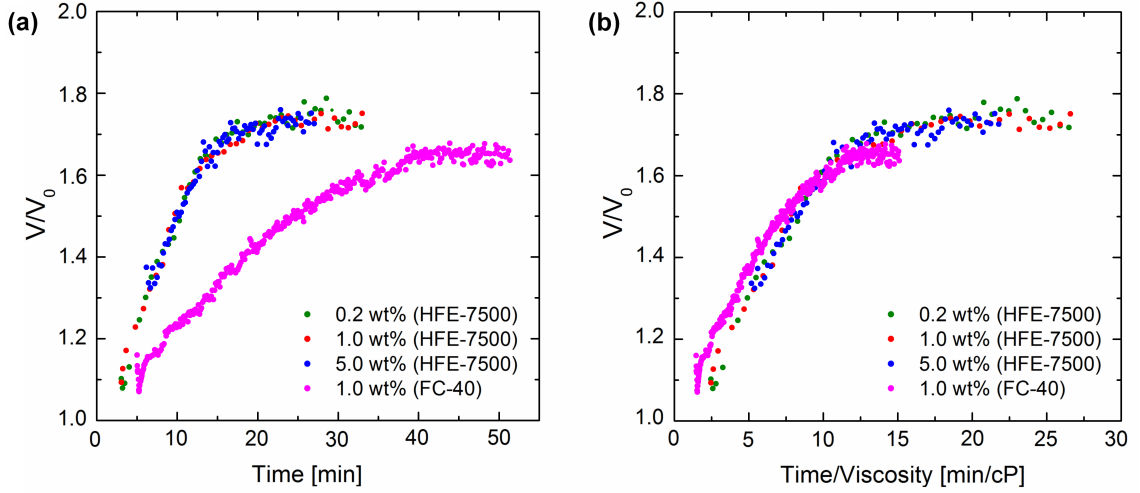 (a)
2.0
1.8
1.6
1.4
1.2
1.0
V/V₀
0 10 20 30 40 50
Time [min]
0.2 wt% (HFE-7500)
1.0 wt% (HFE-7500)
5.0 wt% (HFE-7500)
1.0 wt% (FC-40)
(b)
2.0
1.8
1.6
1.4
1.2
1.0
V/V₀
0 5 10 15 20 25 30
Time/Viscosity [min/cP]
0.2 wt% (HFE-7500)
1.0 wt% (HFE-7500)
5.0 wt% (HFE-7500)
1.0 wt% (FC-40)